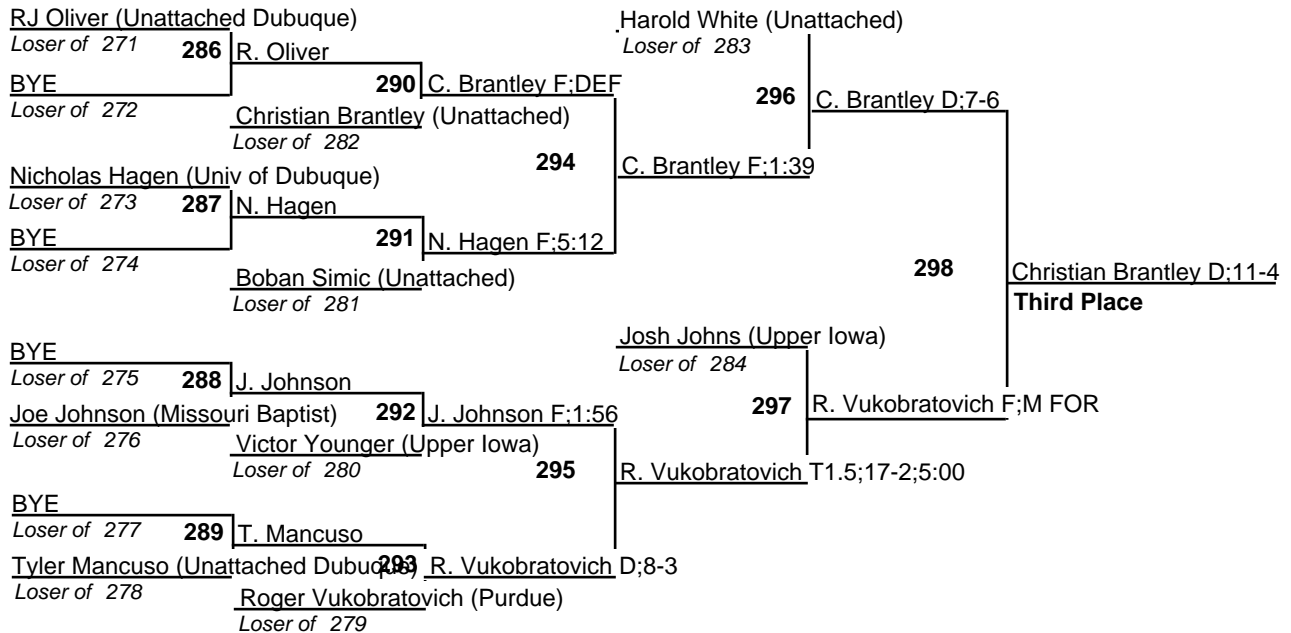 RJ Oliver (Unattached Dubuque)
Loser of 271
286
R. Oliver
BYE
Loser of 272
290
C. Brantley F;DEF
Christian Brantley (Unattached)
Loser of 282
Nicholas Hagen (Univ of Dubuque)
Loser of 273
287
N. Hagen
BYE
Loser of 274
291
N. Hagen F;5:12
Boban Simic (Unattached)
Loser of 281
294
C. Brantley F;1:39
Harold White (Unattached)
Loser of 283
296
C. Brantley D;7-6
BYE
Loser of 275
288
J. Johnson
Joe Johnson (Missouri Baptist)
Loser of 276
292
J. Johnson F;1:56
Victor Younger (Upper Iowa)
Loser of 280
BYE
Loser of 277
289
T. Mancuso
Tyler Mancuso (Unattached Dubuque)
Loser of 278
293
R. Vukobratovich D;8-3
Roger Vukobratovich (Purdue)
Loser of 279
295
R. Vukobratovich T1.5;17-2;5:00
Josh Johns (Upper Iowa)
Loser of 284
297
R. Vukobratovich F;M FOR
298
Christian Brantley D;11-4
Third Place